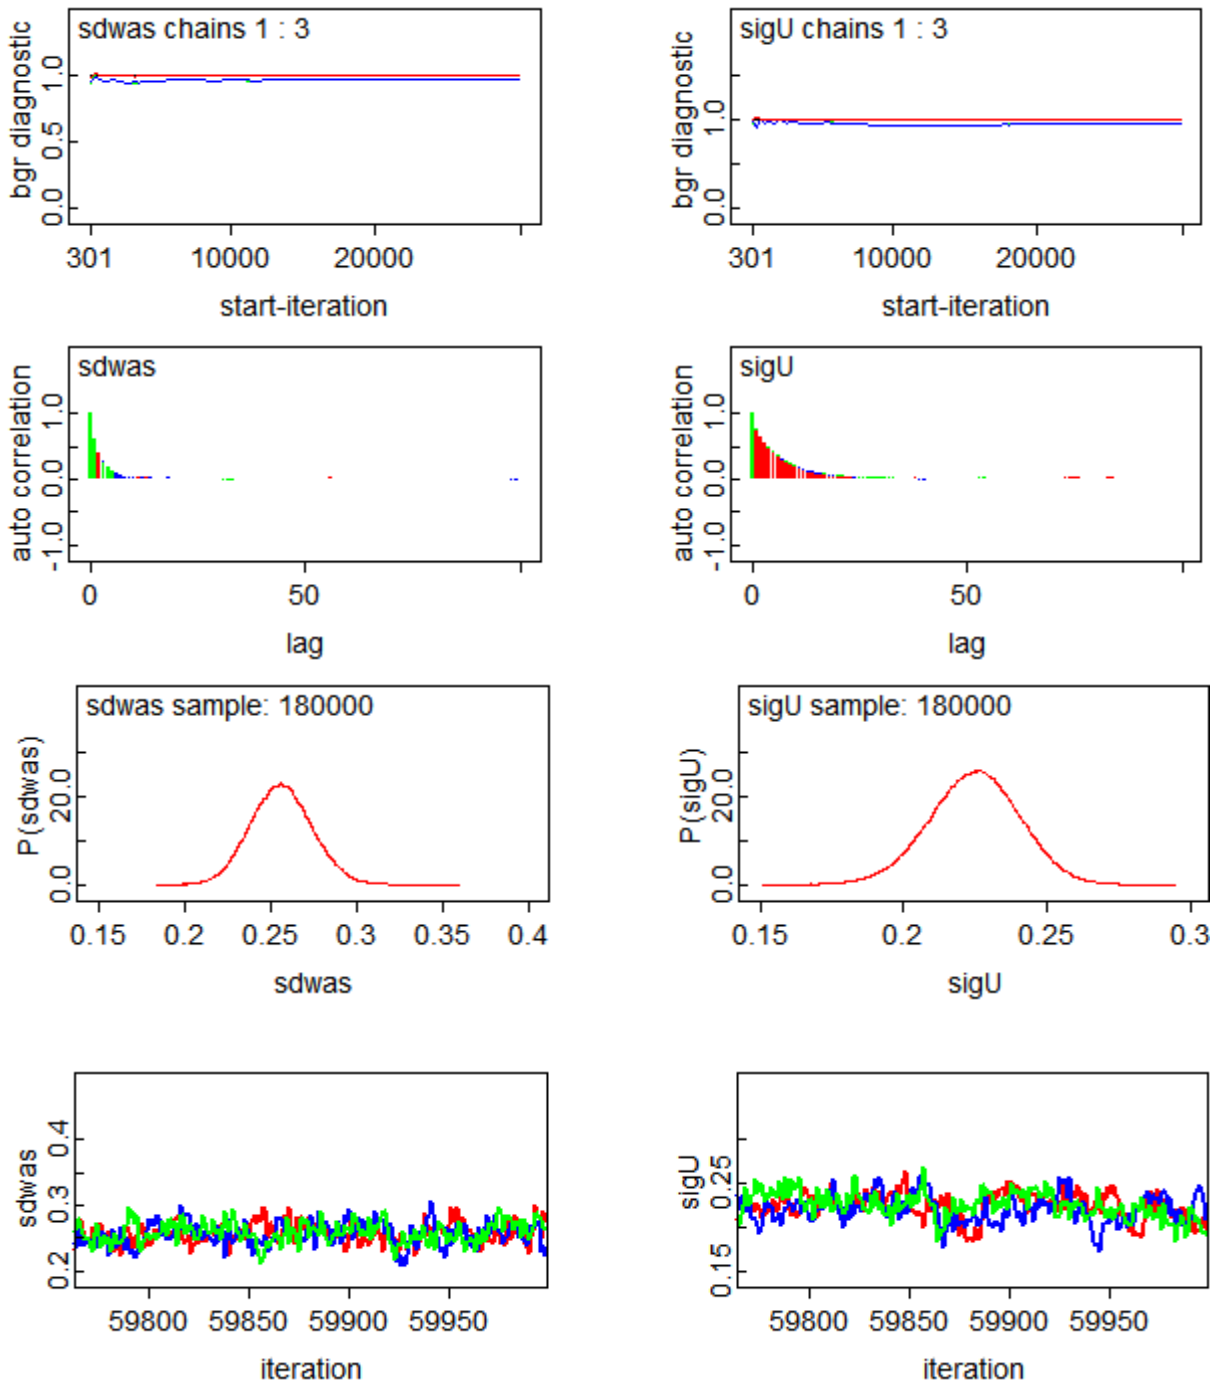 sdwas chains 1 : 3
bgr diagnostic
1.0
0.5
0.0
301 10000 20000
start-iteration
sigU chains 1 : 3
bgr diagnostic
1.0
0.0
301 10000 20000
start-iteration
sdwas
auto correlation
1.0
0.0
-1.0
0 50
lag
sigU
auto correlation
1.0
0.0
-1.0
0 50
lag
sdwas sample: 180000
P(sdwas)
20.0
0.0
0.15 0.2 0.25 0.3 0.35 0.4
sdwas
sigU sample: 180000
P(sigU)
20.0
0.0
0.15 0.2 0.25 0.3
sigU
sdwas
0.4
0.3
0.2
59800 59850 59900 59950
iteration
sigU
0.25
0.15
59800 59850 59900 59950
iteration